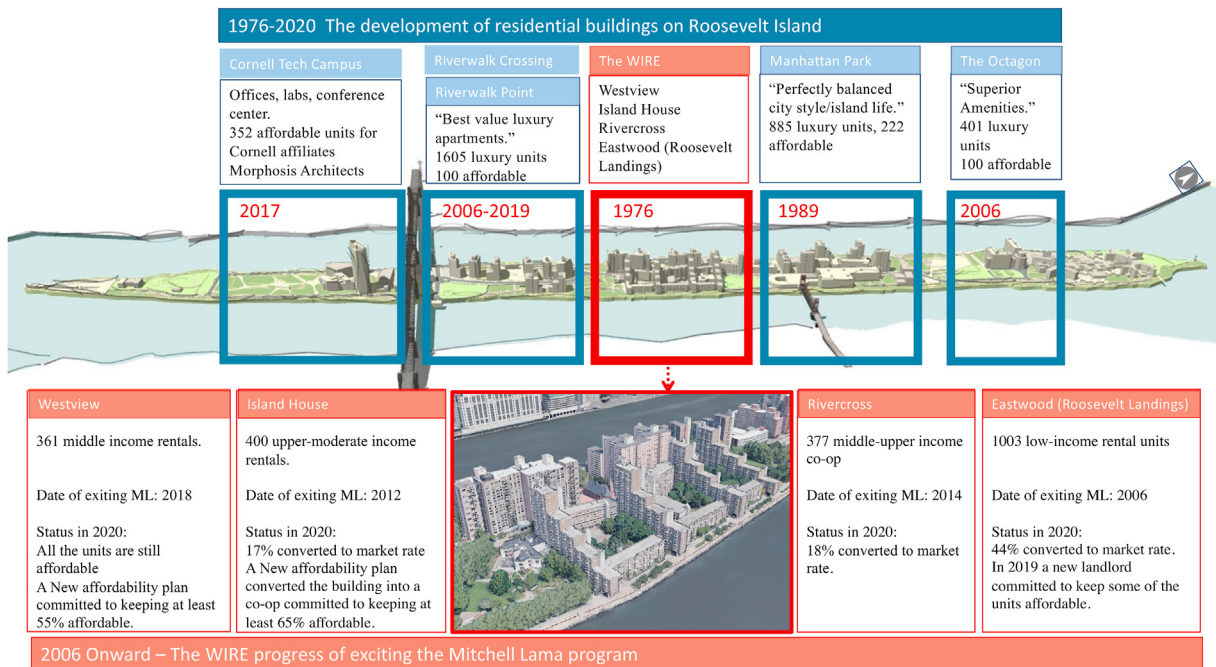 1976-2020 The development of residential buildings on Roosevelt Island
Cornell Tech Campus
Offices, labs, conference
center.
352 affordable units for
Cornell affiliates
Morphosis Architects
Riverwalk Crossing
Riverwalk Point
“Best value luxury
apartments.”
1605 luxury units
100 affordable
The WIRE
Westview
Island House
Rivercross
Eastwood (Roosevelt
Landings)
Manhattan Park
“Perfectly balanced
city style/island life.”
885 luxury units, 222
affordable
The Octagon
“Superior
Amenities.”
401 luxury
units
100 affordable
2017
2006-2019
1976
1989
2006
Westview
361 middle income rentals.
Date of exiting ML: 2018
Status in 2020:
All the units are still
affordable
A New affordability plan
committed to keeping at least
55% affordable.
Island House
400 upper-moderate income
rentals.
Date of exiting ML: 2012
Status in 2020:
17% converted to market rate
A New affordability plan
converted the building into a
co-op committed to keeping at
least 65% affordable.
Rivercross
377 middle-upper income
co-op
Date of exiting ML: 2014
Status in 2020:
18% converted to market
rate.
Eastwood (Roosevelt Landings)
1003 low-income rental units
Date of exiting ML: 2006
Status in 2020:
44% converted to market rate.
In 2019 a new landlord
committed to keep some of the
units affordable.
2006 Onward – The WIRE progress of exciting the Mitchell Lama program